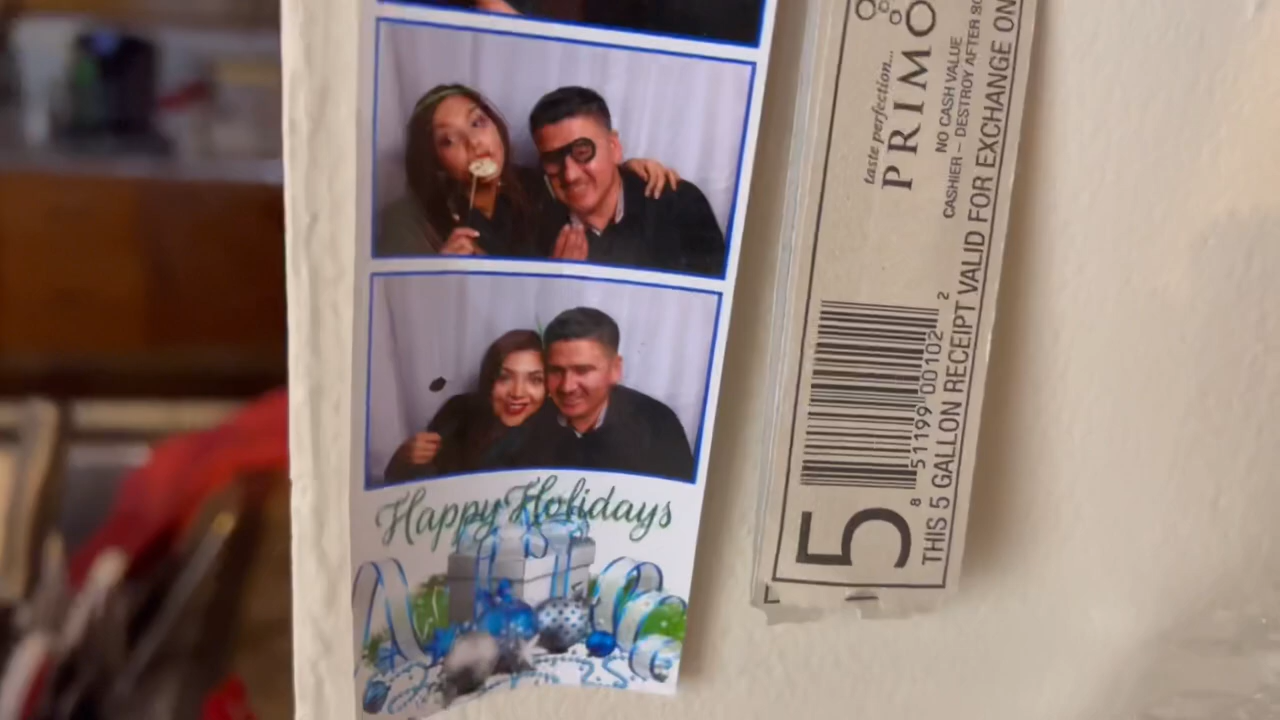 Happy Holidays
taste perfection...
PRIMO
NO CASH VALUE
CASHIER – DESTROY AFTER
THIS 5 GALLON RECEIPT VALID FOR EXCHANGE
8 51199 00102 2
5